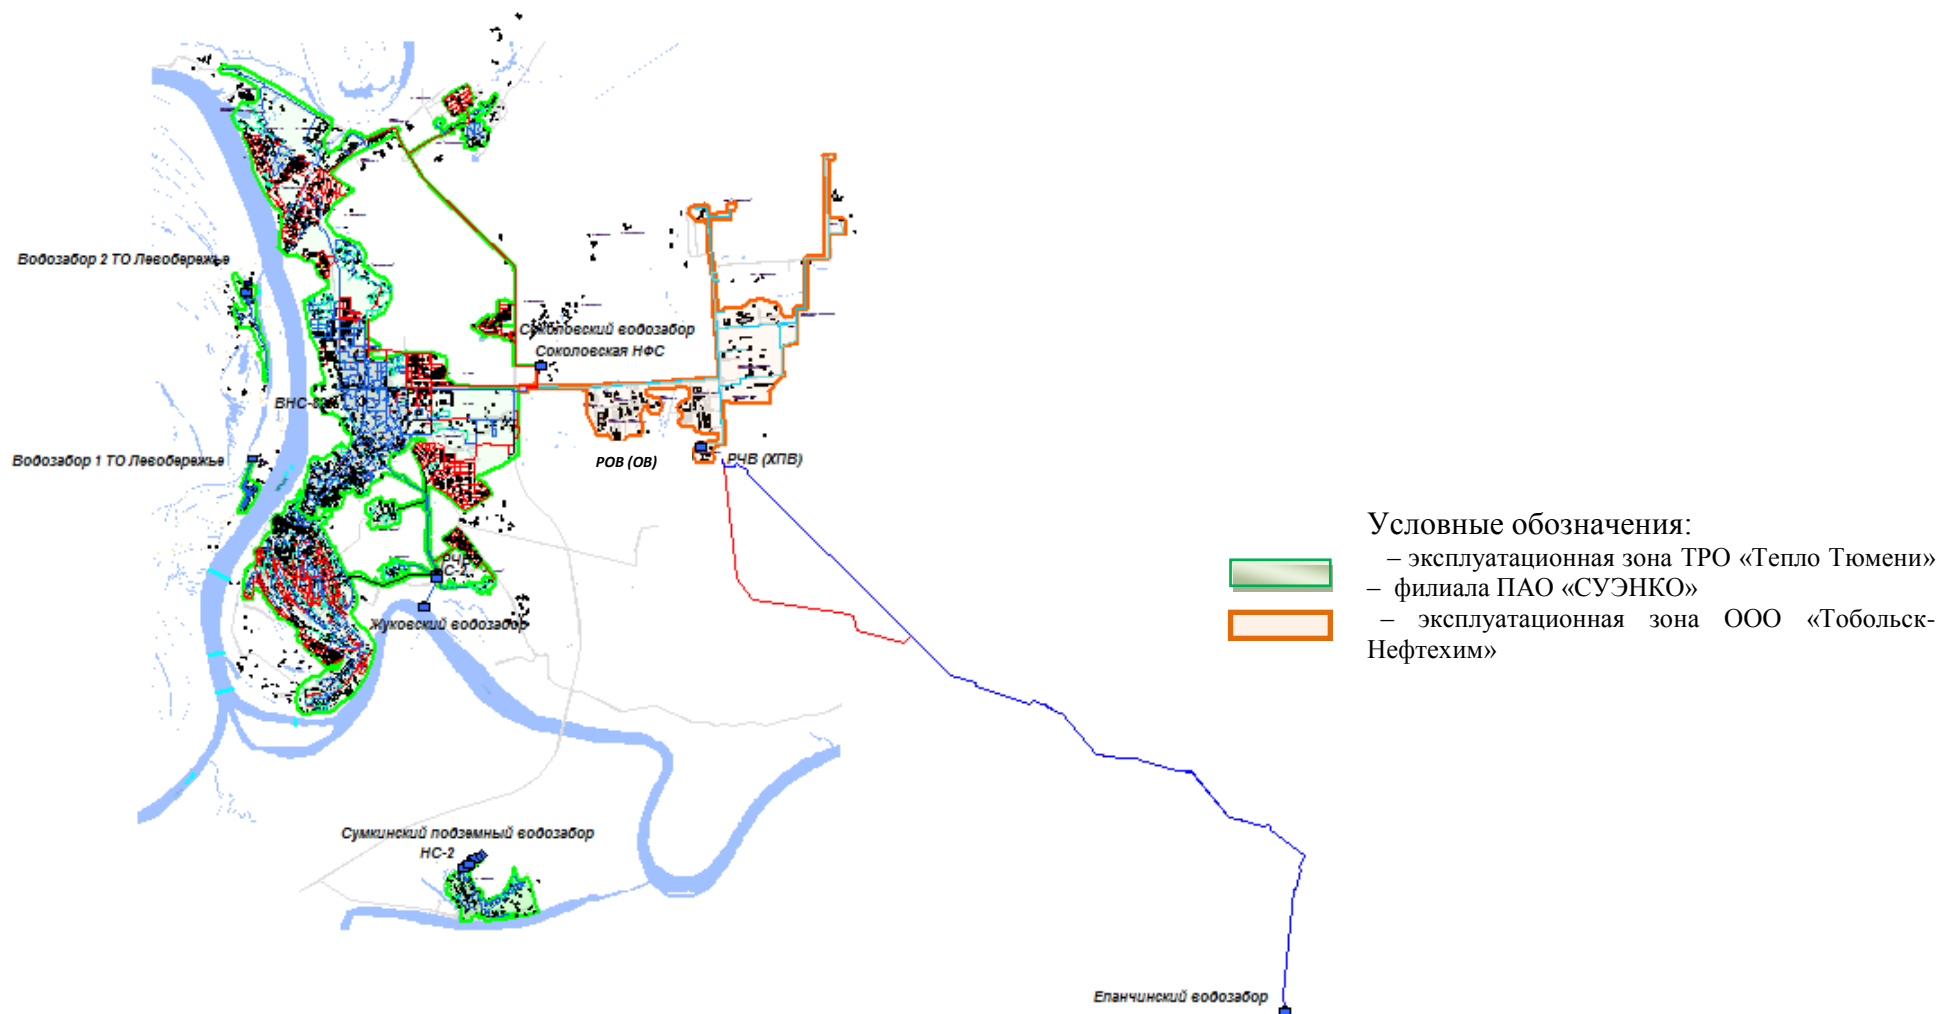 Водозабор 2 ТО Левобережье
Соколовский водозабор
Соколовская НФС
Водозабор 1 ТО Левобережье
РОВ (ОВ)
РЧВ (ХПВ)
Жуковский водозабор
Сумкинский подземный водозабор
НС-2
Епанчинский водозабор
Условные обозначения:
– эксплуатационная зона ТРО «Тепло Тюмени»
– филиала ПАО «СУЭНКО»
– эксплуатационная зона ООО «Тобольск-
Нефтехим»